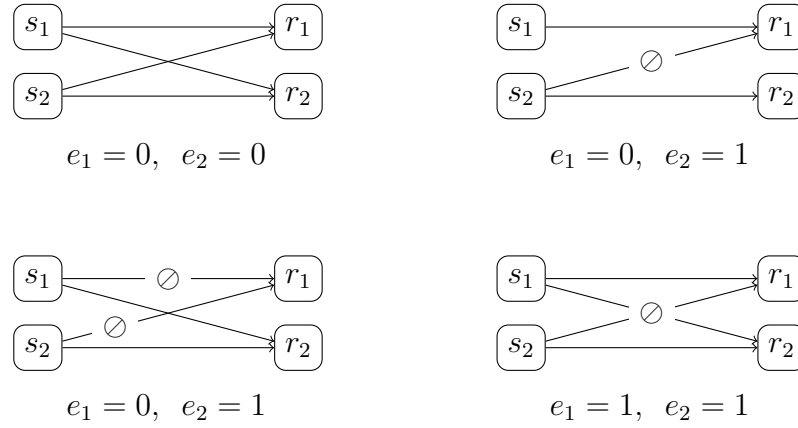 s₁ r₁ s₁ r₁
s₂ r₂ s₂ r₂
e₁ = 0, e₂ = 0 e₁ = 0, e₂ = 1
s₁ r₁ s₁ r₁
s₂ r₂ s₂ r₂
e₁ = 0, e₂ = 1 e₁ = 1, e₂ = 1